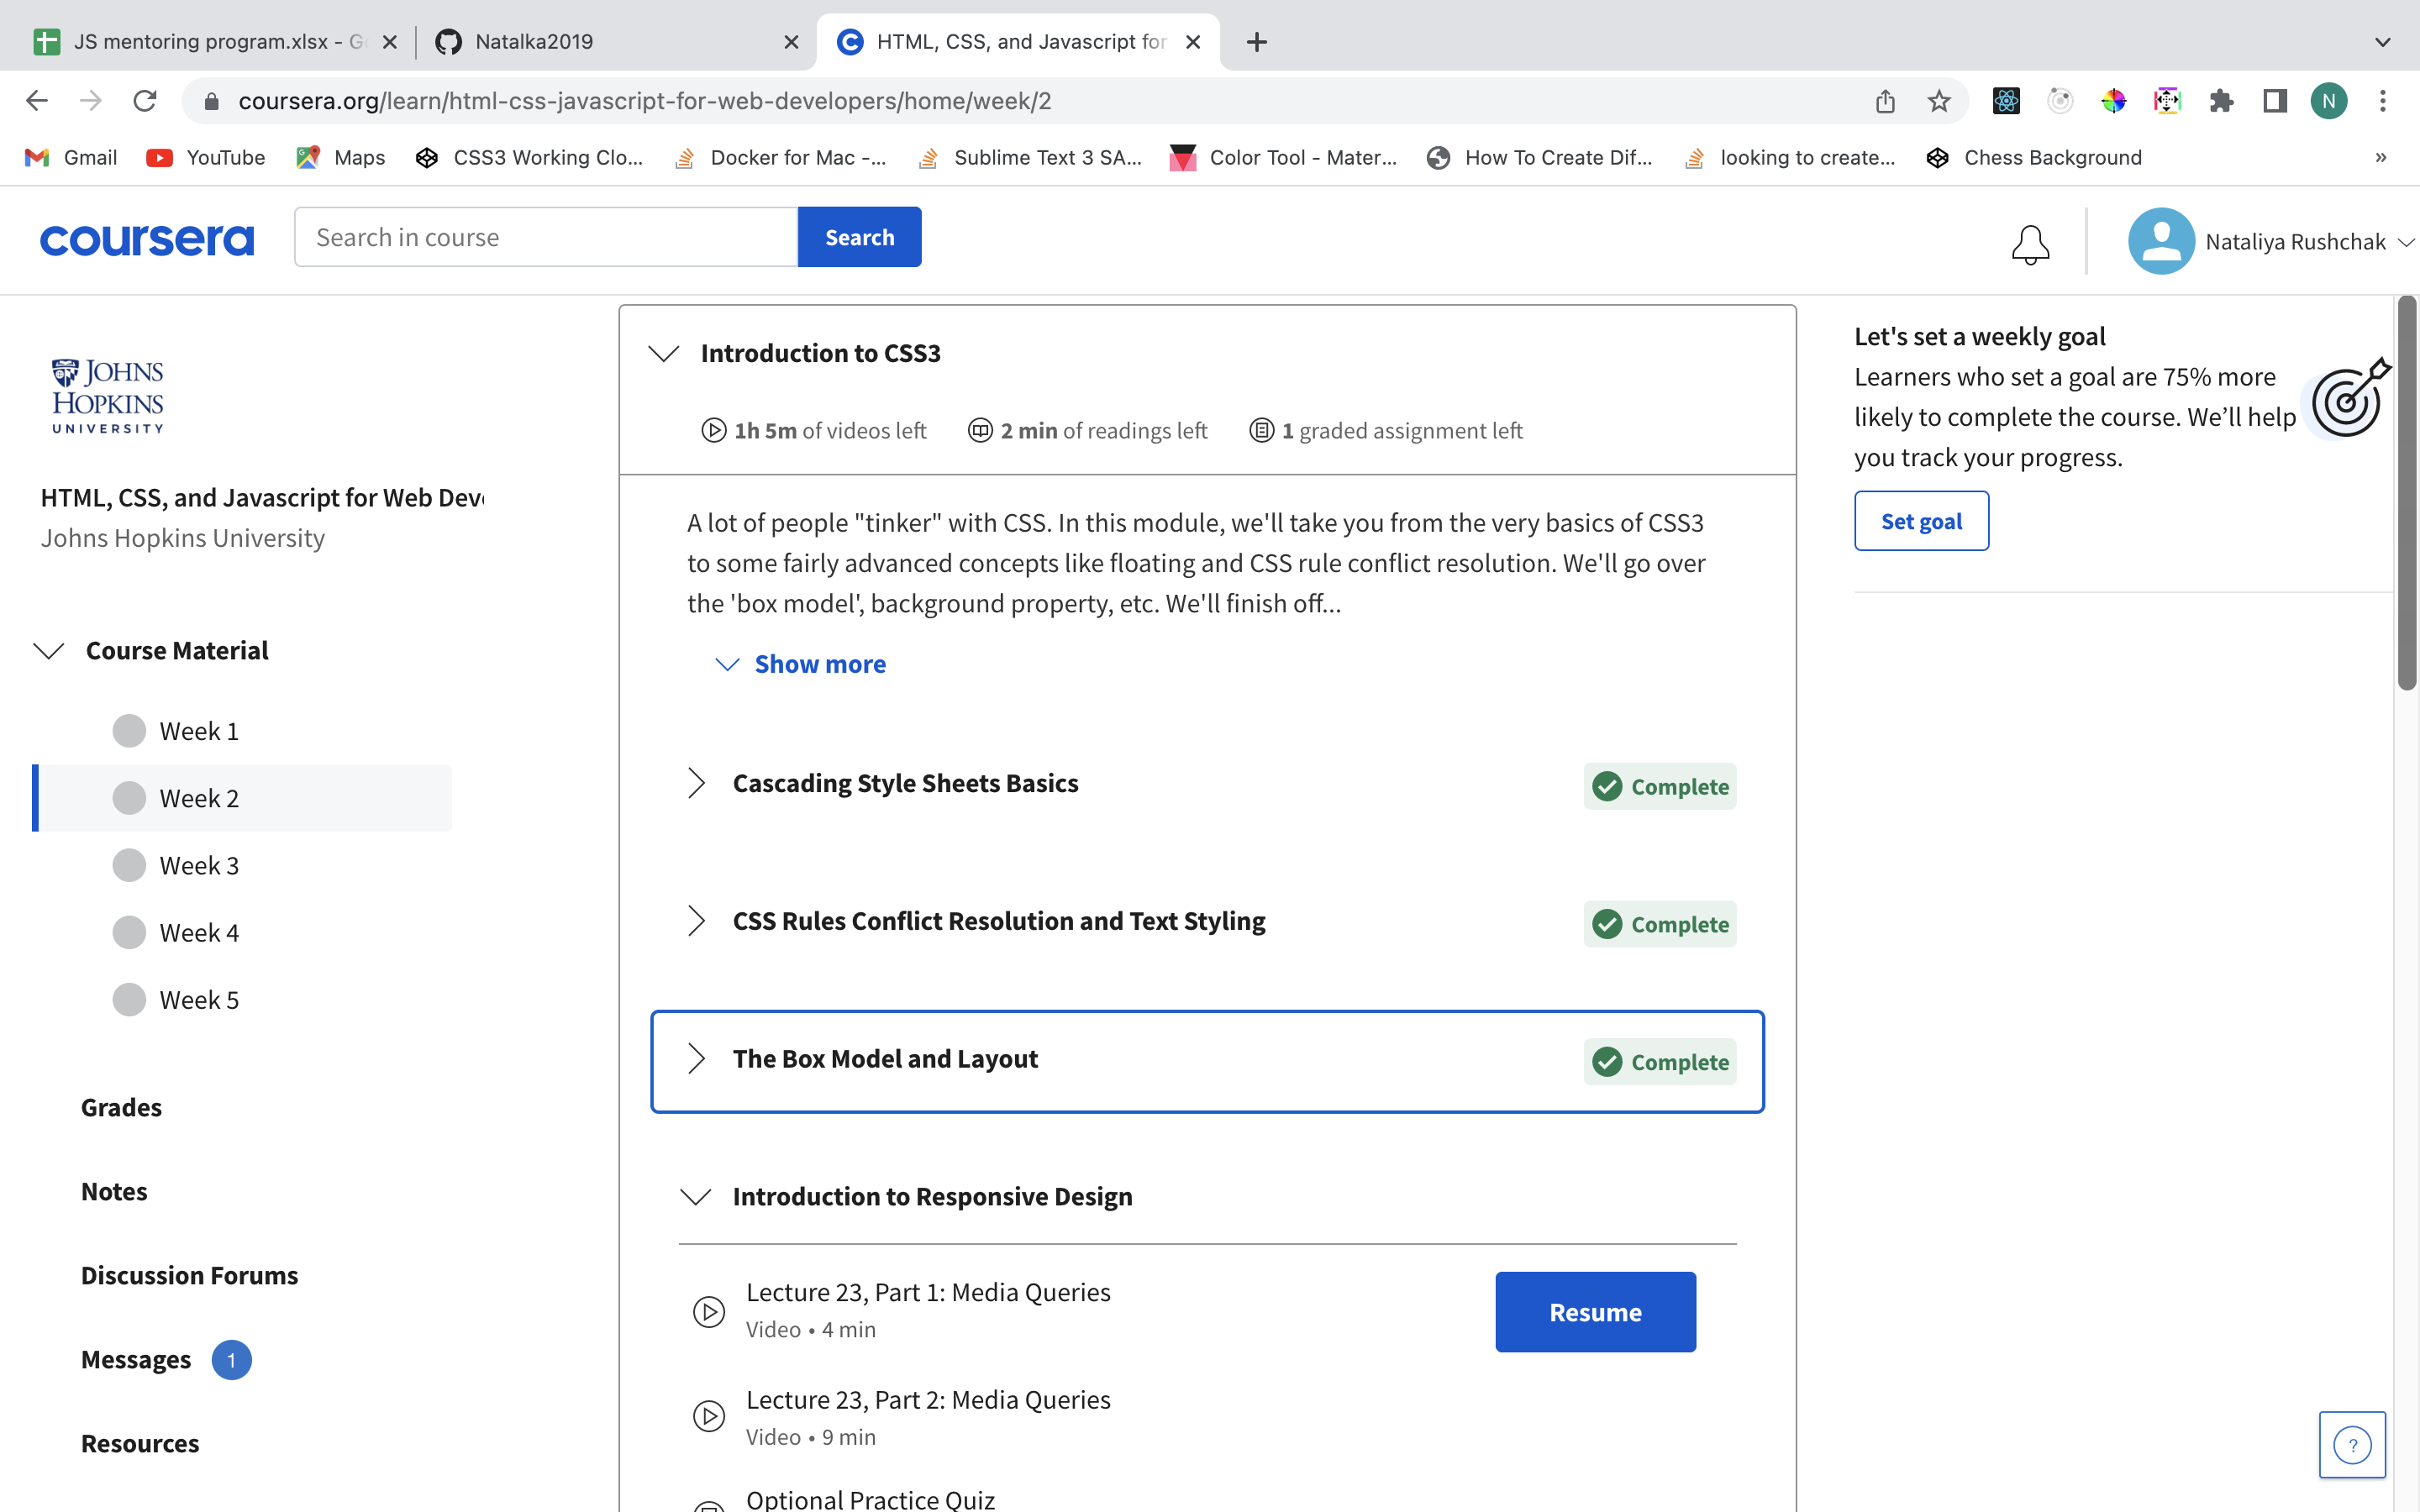 JS mentoring program.xlsx - G
Natalka2019
HTML, CSS, and Javascript for
coursera.org/learn/html-css-javascript-for-web-developers/home/week/2
N
Gmail
YouTube
Maps
CSS3 Working Clo...
Docker for Mac -...
Sublime Text 3 SA...
Color Tool - Mater...
How To Create Dif...
looking to create...
Chess Background
»
coursera
Search in course
Search
Nataliya Rushchak
JOHNS
HOPKINS
UNIVERSITY
HTML, CSS, and Javascript for Web Dev
Johns Hopkins University
Course Material
Week 1
Week 2
Week 3
Week 4
Week 5
Grades
Notes
Discussion Forums
Messages 1
Resources
Introduction to CSS3
1h 5m of videos left
2 min of readings left
1 graded assignment left
A lot of people "tinker" with CSS. In this module, we'll take you from the very basics of CSS3
to some fairly advanced concepts like floating and CSS rule conflict resolution. We'll go over
the 'box model', background property, etc. We'll finish off...
Show more
Cascading Style Sheets Basics
Complete
CSS Rules Conflict Resolution and Text Styling
Complete
The Box Model and Layout
Complete
Introduction to Responsive Design
Lecture 23, Part 1: Media Queries
Video • 4 min
Resume
Lecture 23, Part 2: Media Queries
Video • 9 min
Optional Practice Quiz
Let's set a weekly goal
Learners who set a goal are 75% more
likely to complete the course. We’ll help
you track your progress.
Set goal
?